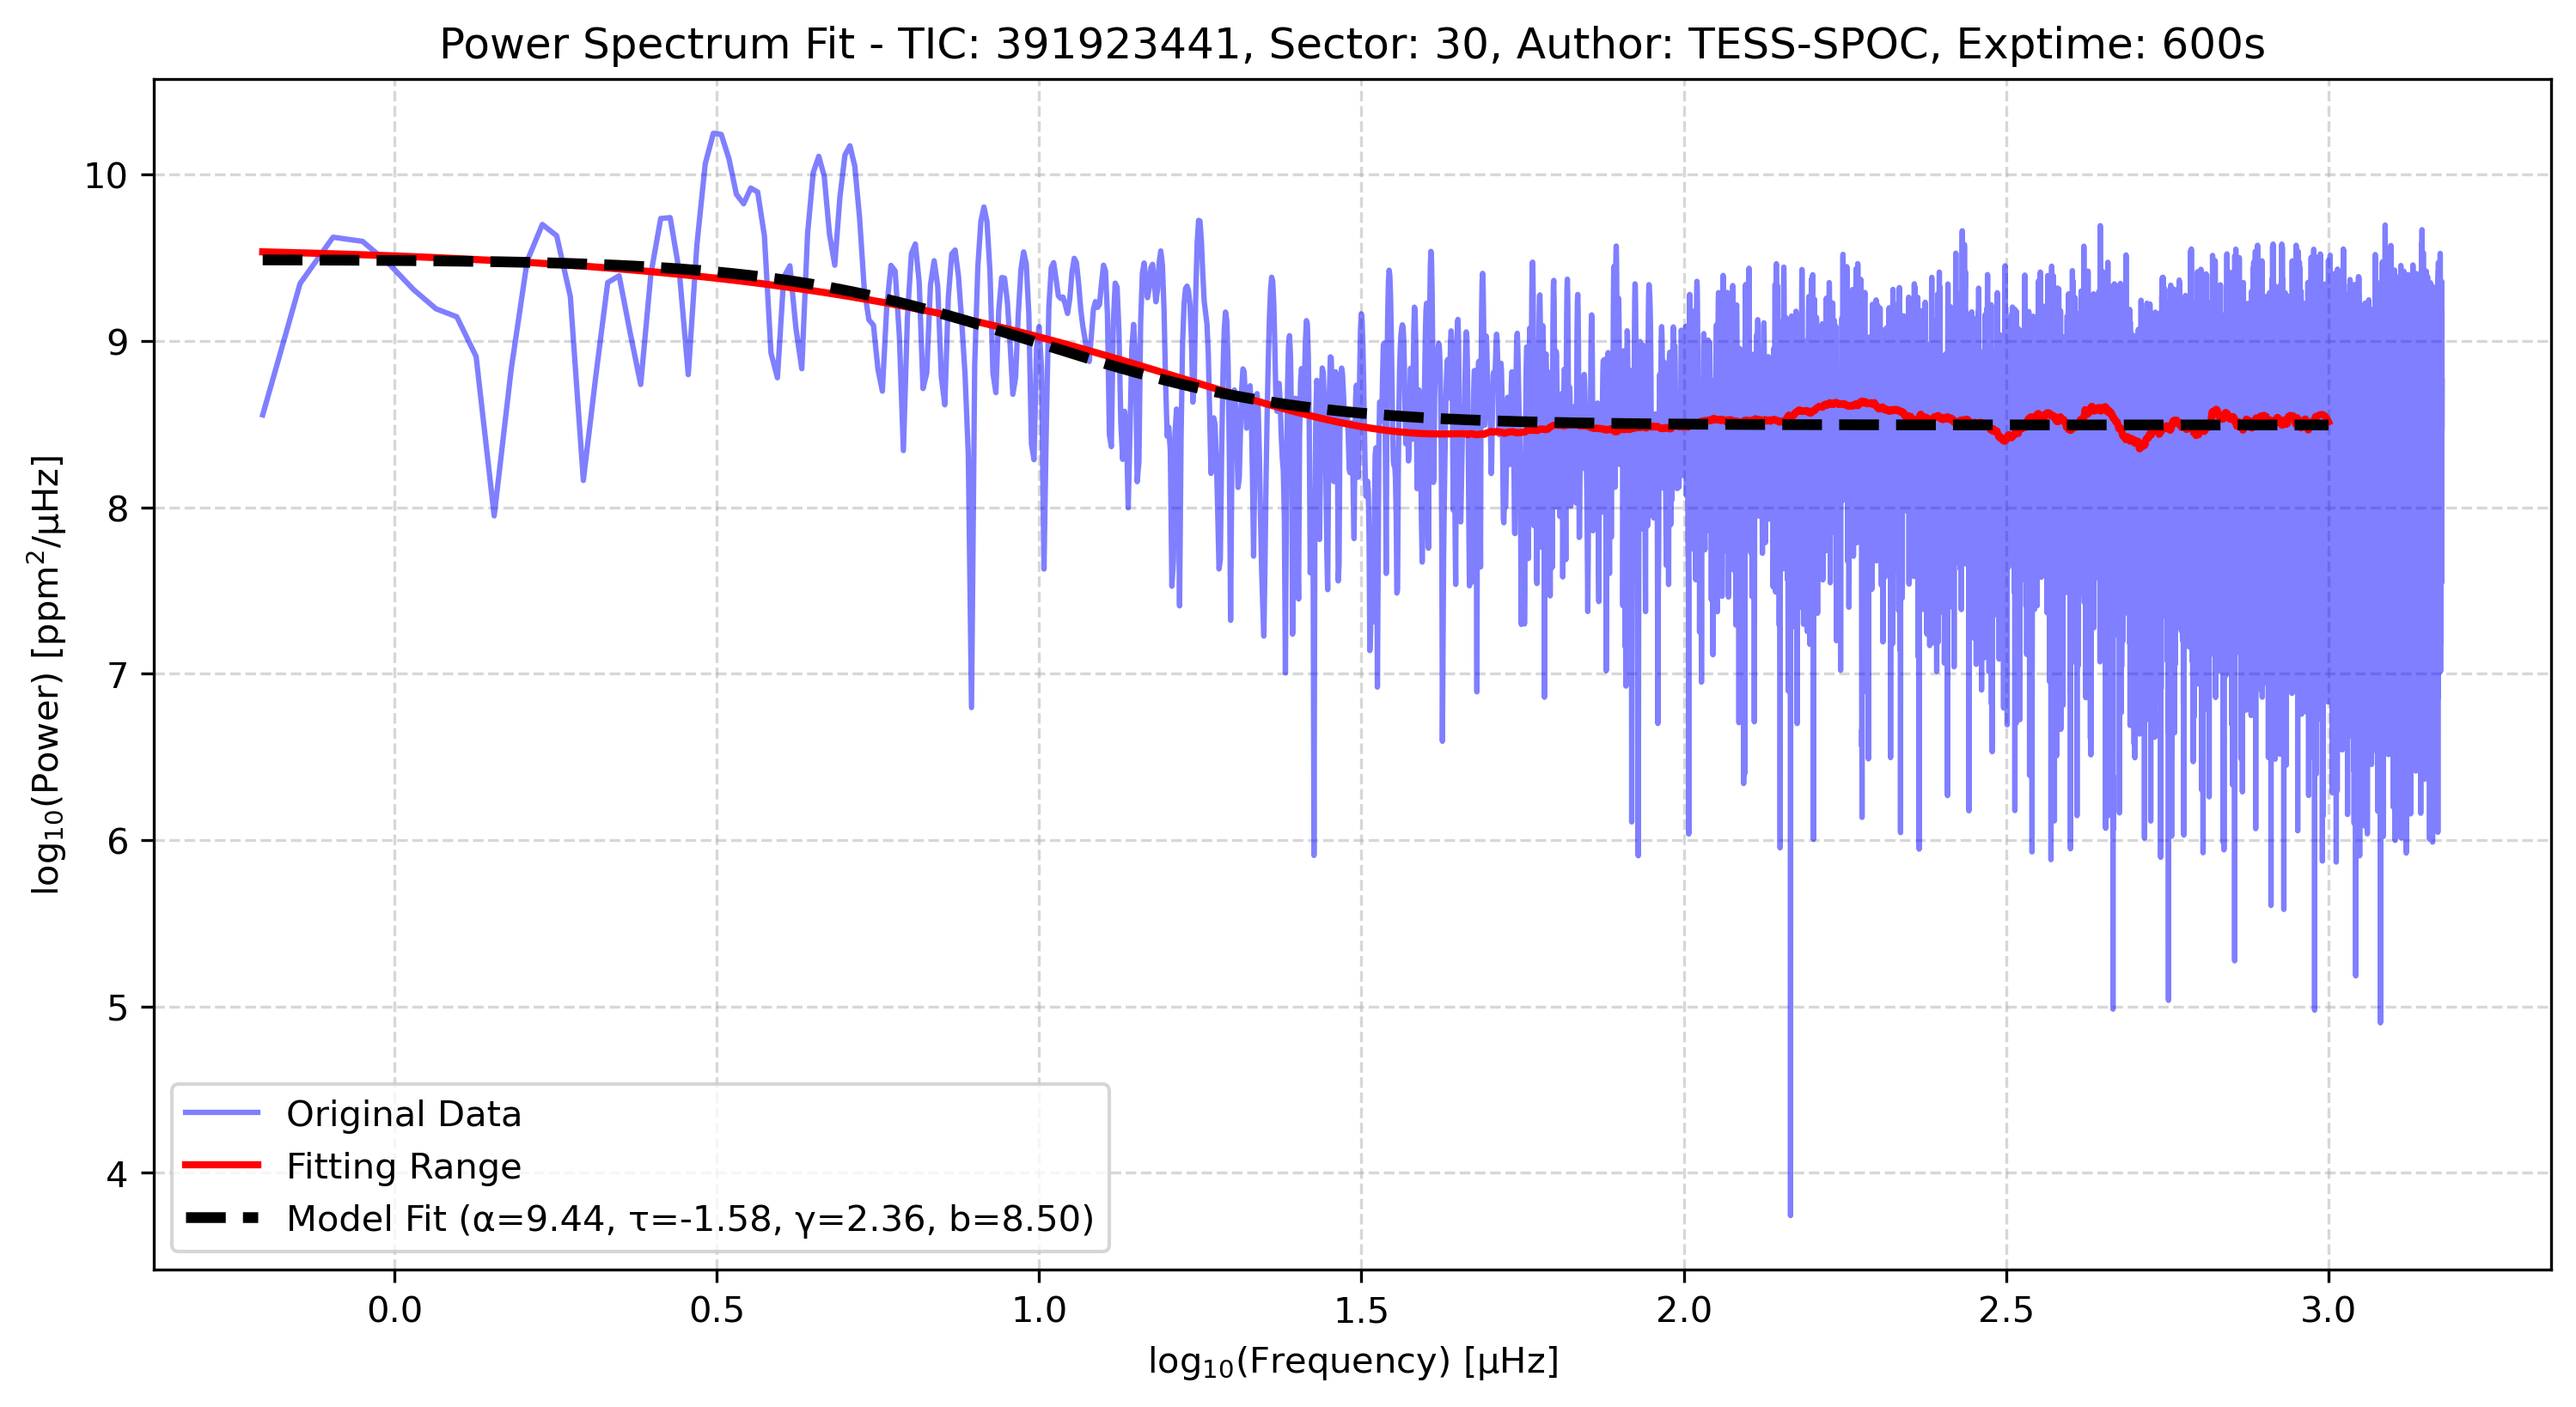 Power Spectrum Fit - TIC: 391923441, Sector: 30, Author: TESS-SPOC, Exptime: 600s
log₁₀(Power) [ppm²/μHz]
10
9
8
7
6
5
4
Original Data
Fitting Range
Model Fit (α=9.44, τ=-1.58, γ=2.36, b=8.50)
0.0 0.5 1.0 1.5 2.0 2.5 3.0
log₁₀(Frequency) [μHz]